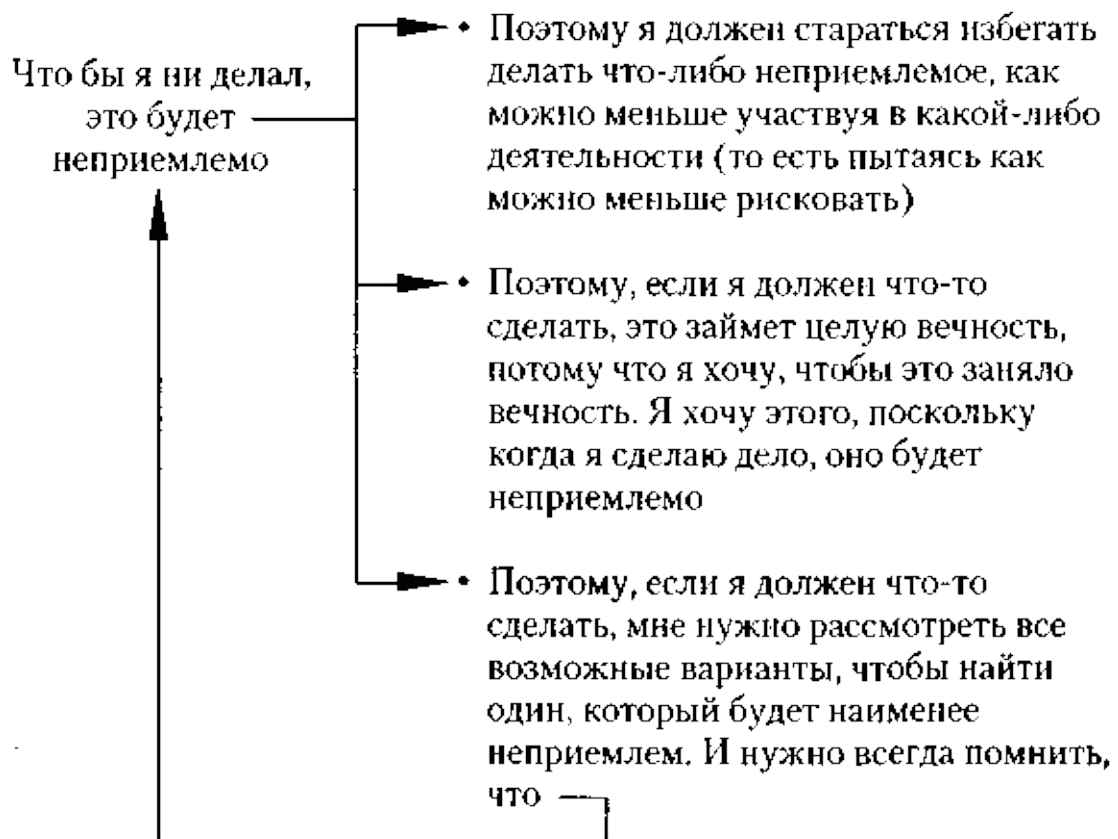 Что бы я ни делал,
это будет
неприемлемо
• Поэтому я должен стараться избегать
делать что-либо неприемлемое, как
можно меньше участвуя в какой-либо
деятельности (то есть пытаясь как
можно меньше рисковать)
• Поэтому, если я должен что-то
сделать, это займет целую вечность,
потому что я хочу, чтобы это заняло
вечность. Я хочу этого, поскольку
когда я сделаю дело, оно будет
неприемлемо
• Поэтому, если я должен что-то
сделать, мне нужно рассмотреть все
возможные варианты, чтобы найти
один, который будет наименее
неприемлем. И нужно всегда помнить,
что